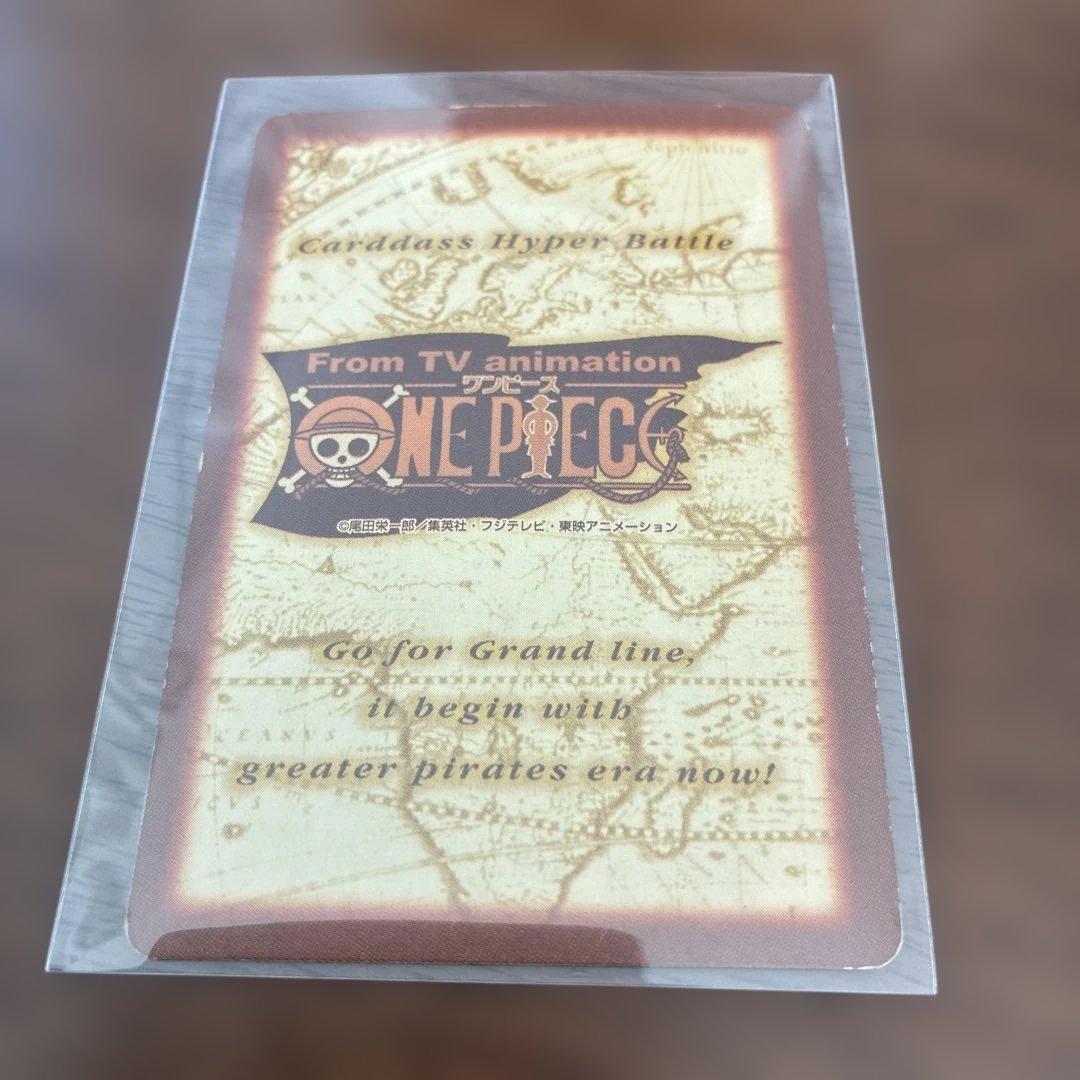 Septentrio
Carddass Hyper Battle
From TV animation
ワンピース
ONE PIECE
©尾田栄一郎／集英社・フジテレビ・東映アニメーション
Go for Grand line,
it begin with
greater pirates era now!